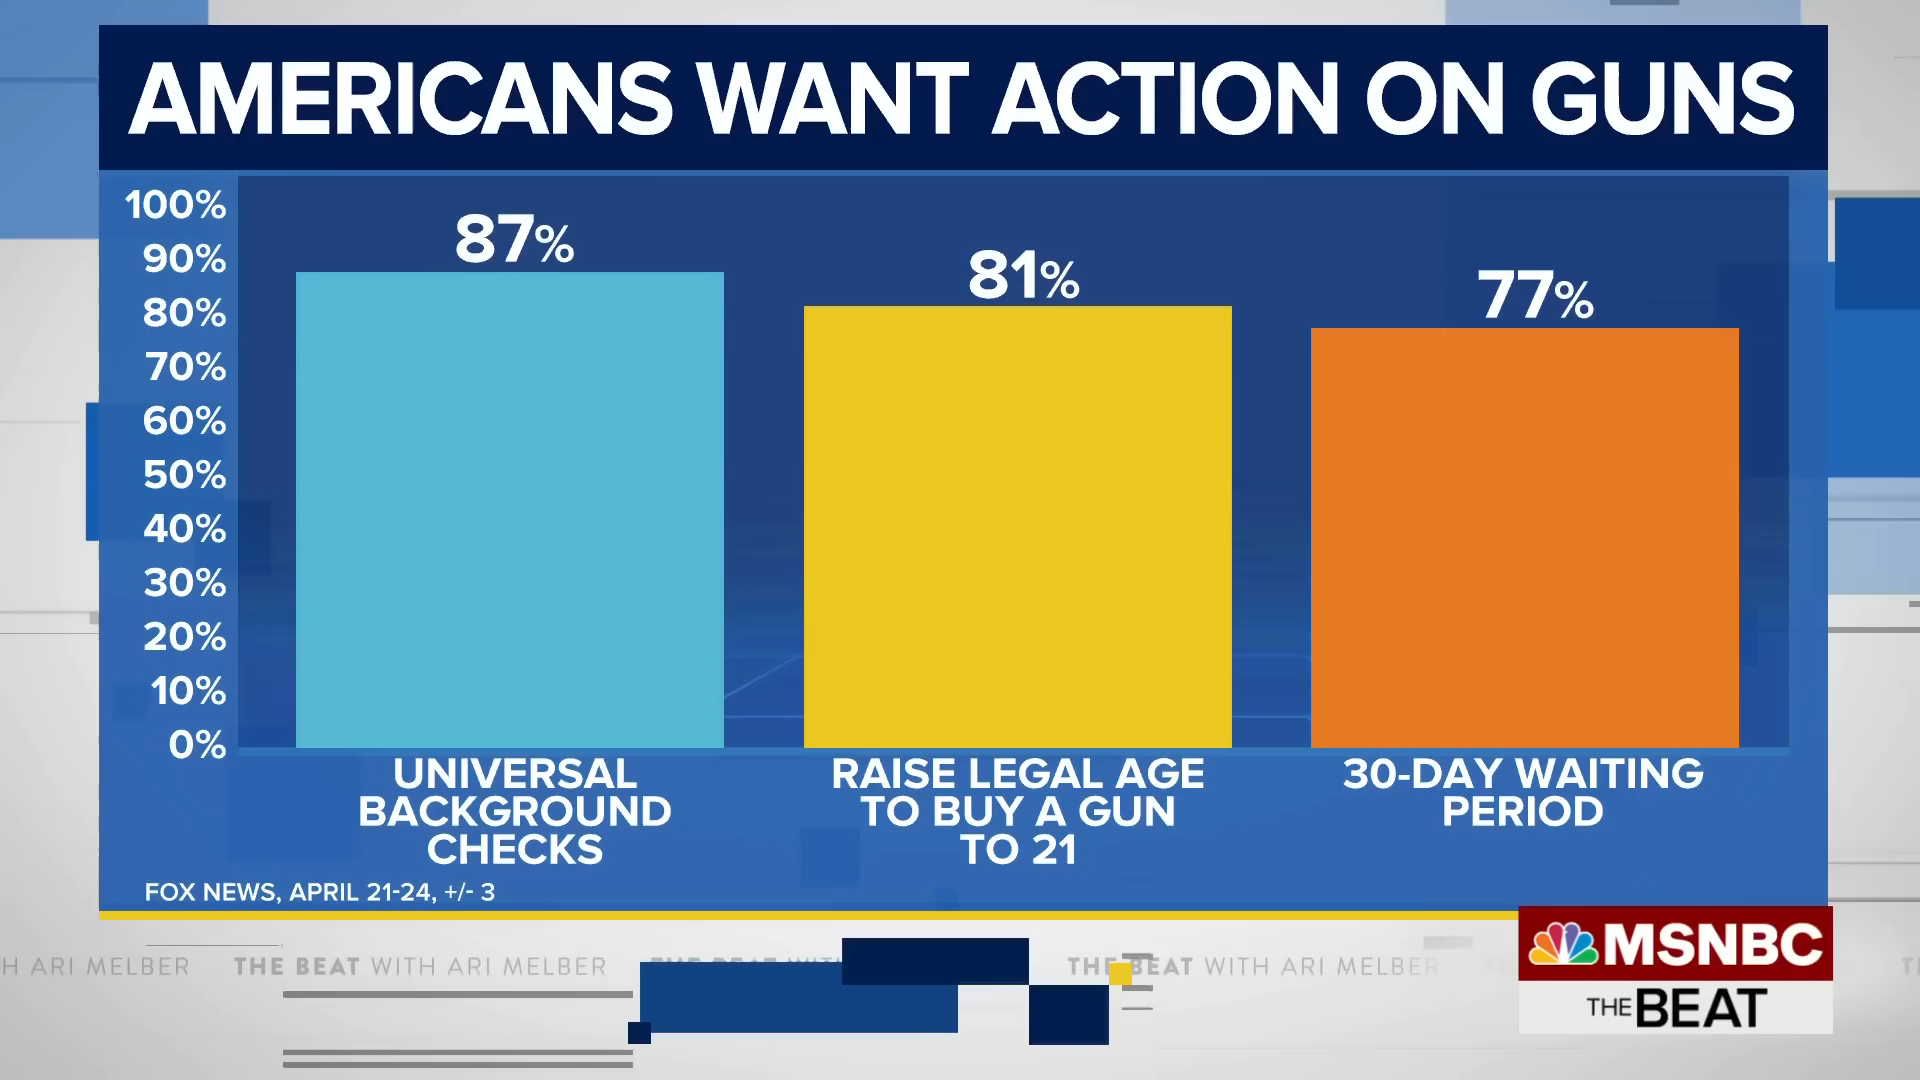 AMERICANS WANT ACTION ON GUNS
100%
90%
80%
70%
60%
50%
40%
30%
20%
10%
0%
87%
81%
77%
UNIVERSAL
BACKGROUND
CHECKS
RAISE LEGAL AGE
TO BUY A GUN
TO 21
30-DAY WAITING
PERIOD
FOX NEWS, APRIL 21-24, +/- 3
H ARI MELBER
THE BEAT WITH ARI MELBER
THE BEAT WITH ARI MELBER
MSNBC
THE BEAT